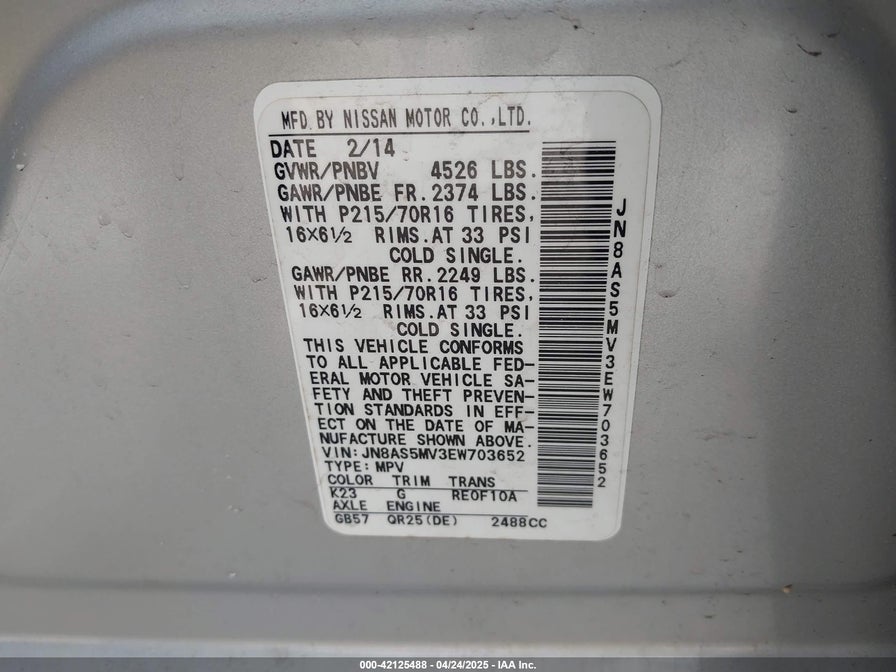 MFD.BY NISSAN MOTOR CO.,LTD.
DATE 2/14
GVWR/PNBV 4526 LBS.
GAWR/PNBE FR.2374 LBS.
WITH P215/70R16 TIRES,
16X6½ RIMS.AT 33 PSI
COLD SINGLE.
GAWR/PNBE RR.2249 LBS.
WITH P215/70R16 TIRES,
16X6½ RIMS.AT 33 PSI
COLD SINGLE.
THIS VEHICLE CONFORMS
TO ALL APPLICABLE FED-
ERAL MOTOR VEHICLE SA-
FETY AND THEFT PREVEN-
TION STANDARDS IN EFF-
ECT ON THE DATE OF MA-
NUFACTURE SHOWN ABOVE.
VIN:JN8AS5MV3EW703652
TYPE:MPV
COLOR TRIM TRANS
K23 G RE0F10A
AXLE ENGINE
GB57 QR25(DE) 2488CC
JN8AS5MV3EW703652
000-42125488 - 04/24/2025 - IAA Inc.